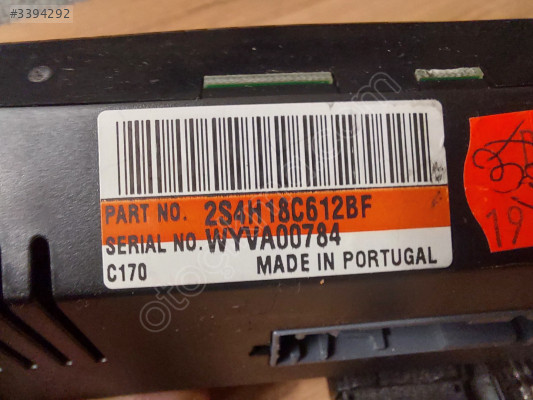 #3394292
PART NO. 2S4H18C612BF
SERIAL NO. WYVA00784
C170 MADE IN PORTUGAL
19